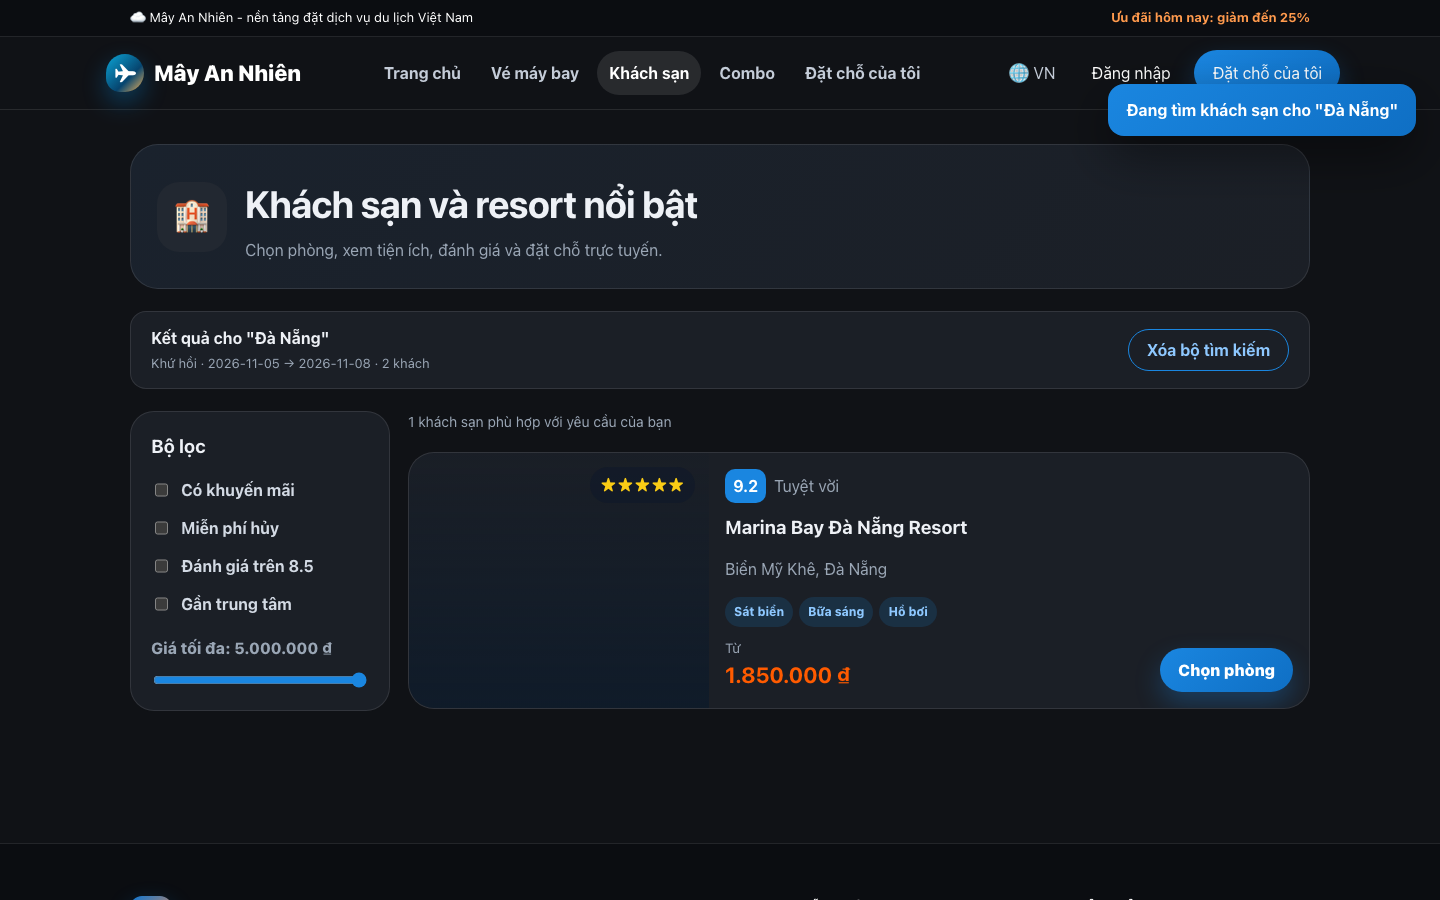 Mây An Nhiên - nền tảng đặt dịch vụ du lịch Việt Nam
Ưu đãi hôm nay: giảm đến 25%
Mây An Nhiên
Trang chủ
Vé máy bay
Khách sạn
Combo
Đặt chỗ của tôi
VN
Đăng nhập
Đặt chỗ của tôi
Đang tìm khách sạn cho "Đà Nẵng"
Khách sạn và resort nổi bật
Chọn phòng, xem tiện ích, đánh giá và đặt chỗ trực tuyến.
Kết quả cho "Đà Nẵng"
Khứ hồi · 2026-11-05 → 2026-11-08 · 2 khách
Xóa bộ tìm kiếm
Bộ lọc
Có khuyến mãi
Miễn phí hủy
Đánh giá trên 8.5
Gần trung tâm
Giá tối đa: 5.000.000 ₫
1 khách sạn phù hợp với yêu cầu của bạn
★★★★★
9.2 Tuyệt vời
Marina Bay Đà Nẵng Resort
Biển Mỹ Khê, Đà Nẵng
Sát biển
Bữa sáng
Hồ bơi
Từ
1.850.000 ₫
Chọn phòng